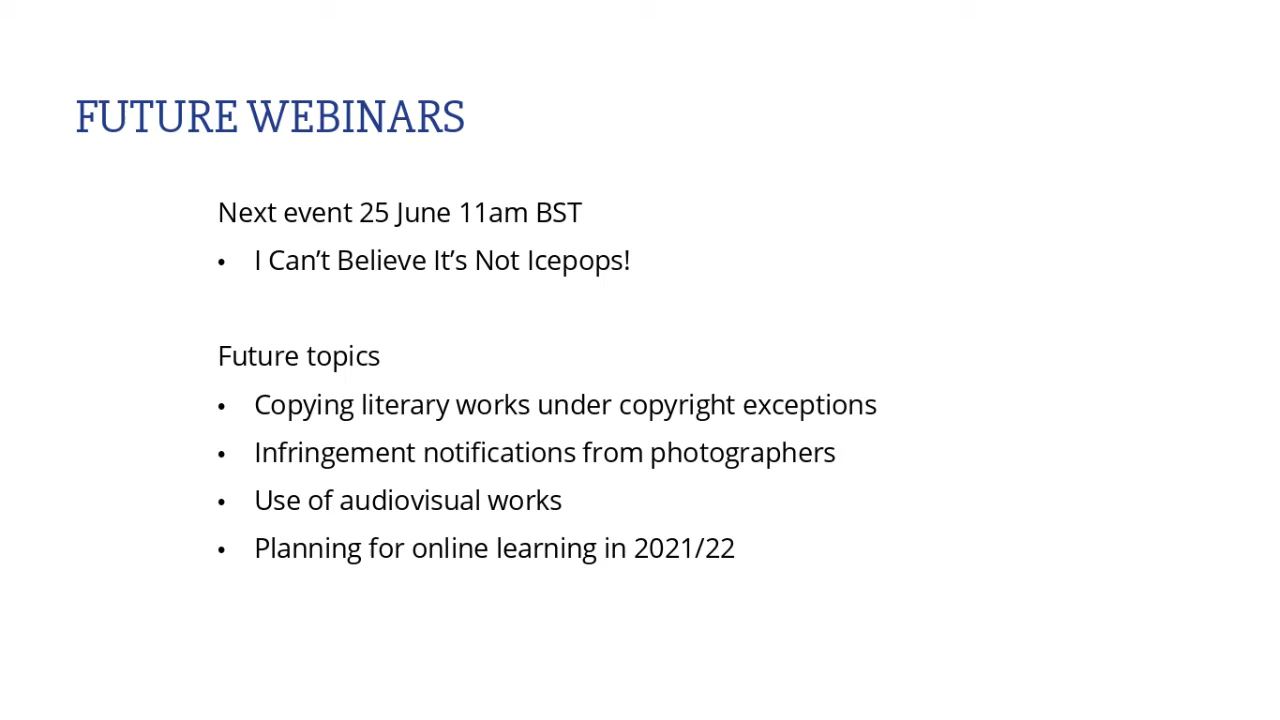 FUTURE WEBINARS
Next event 25 June 11am BST
• I Can’t Believe It’s Not Icepops!
Future topics
• Copying literary works under copyright exceptions
• Infringement notifications from photographers
• Use of audiovisual works
• Planning for online learning in 2021/22